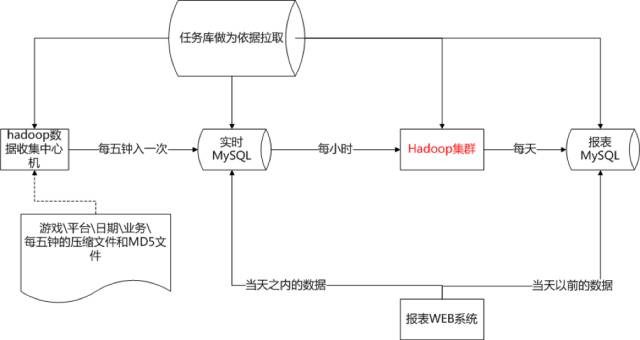 任务库做为依据拉取
hadoop数
据收集中心
机
每五钟入一次
实时
MySQL
每小时
Hadoop集群
每天
报表
MySQL
游戏\平台\日期\业务\
每五钟的压缩文件和MD5文
件
当天之内的数据
当天以前的数据
报表WEB系统